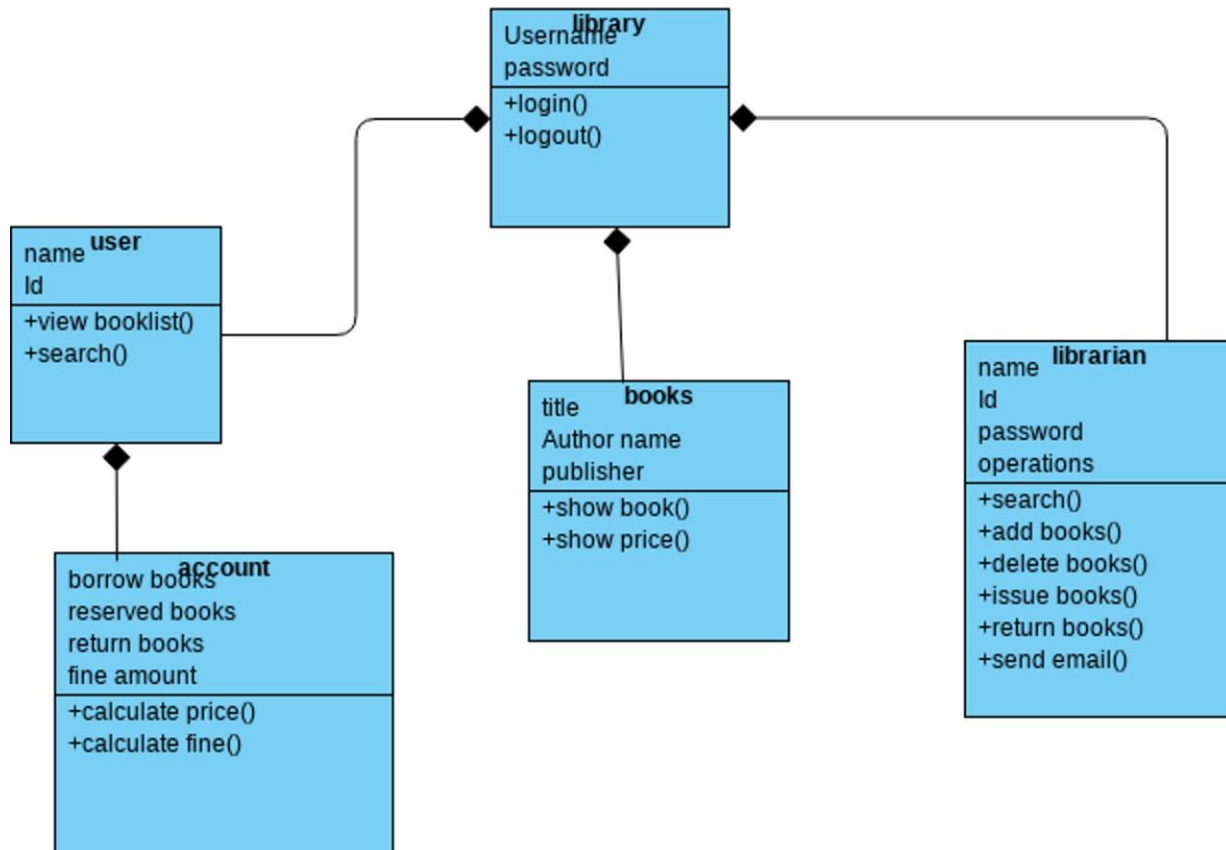 library
Username
password
+login()
+logout()
user
name
Id
+view booklist()
+search()
books
title
Author name
publisher
+show book()
+show price()
librarian
name
Id
password
operations
+search()
+add books()
+delete books()
+issue books()
+return books()
+send email()
account
borrow books
reserved books
return books
fine amount
+calculate price()
+calculate fine()